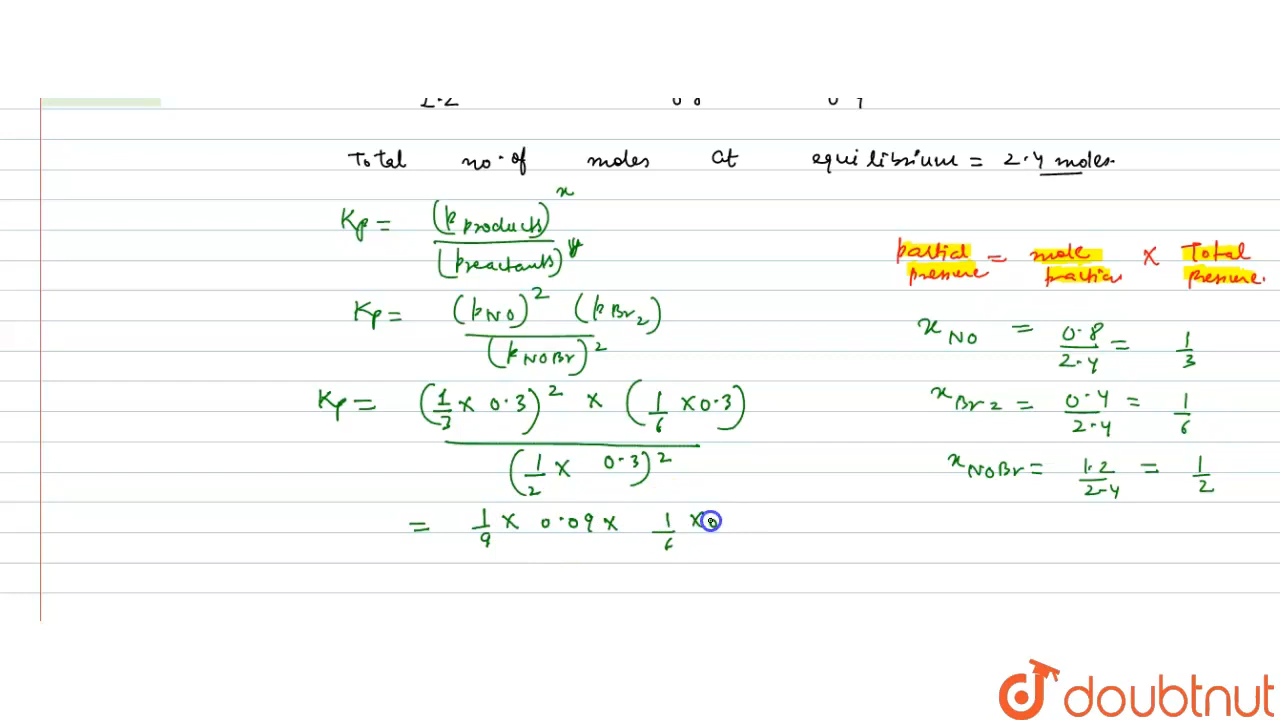 Total no. of moles at equilibrium = 2.4 moles.
Kp = (p products)^x / (p reactants)^y
partial pressure = mole fraction × Total pressure.
Kp = (p NO)^2 (p Br2) / (p NOBr)^2
x NO = 0.8/2.4 = 1/3
Kp = (1/3 × 0.3)^2 × (1/6 × 0.3) / (1/2 × 0.3)^2
x Br2 = 0.4/2.4 = 1/6
x NOBr = 1.2/2.4 = 1/2
= 1/9 × 0.09 × 1/6 × 0
doubtnut